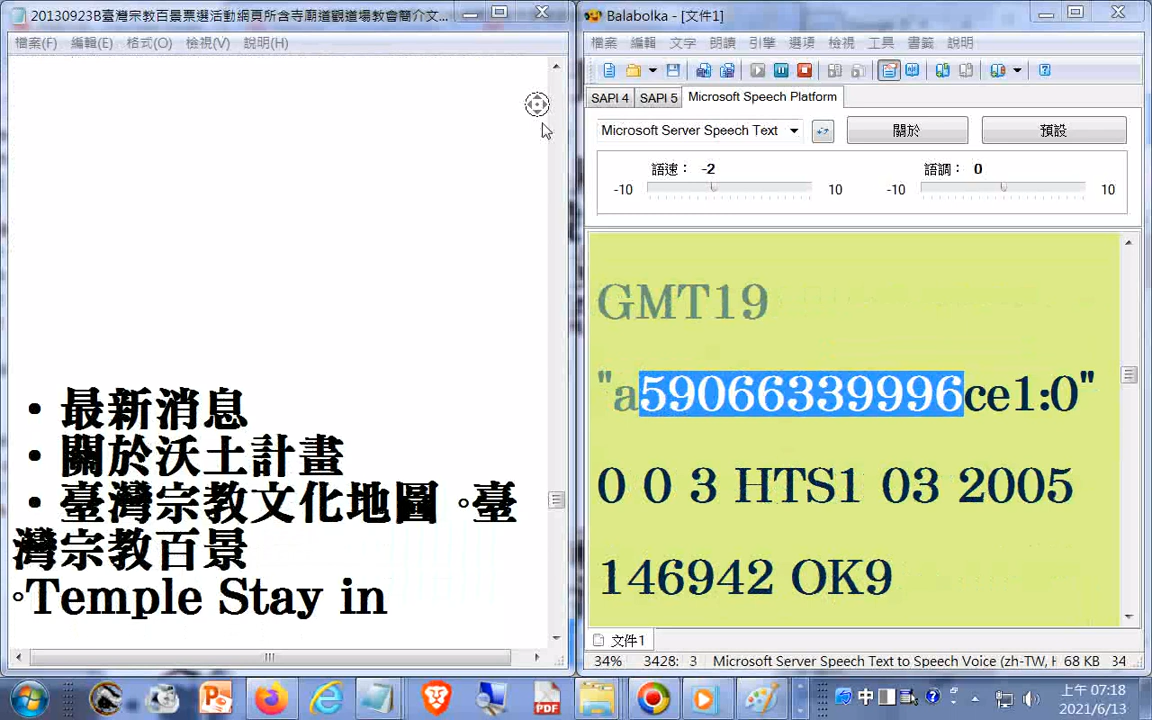 20130923B臺灣宗教百景票選活動網頁所含寺廟道觀道場教會簡介文...
檔案(F) 編輯(E) 格式(O) 檢視(V) 說明(H)
• 最新消息
• 關於沃土計畫
• 臺灣宗教文化地圖 ◦臺
灣宗教百景
◦Temple Stay in
Balabolka - [文件1]
檔案 編輯 文字 朗讀 引擎 選項 檢視 工具 書籤 說明
SAPI 4 SAPI 5 Microsoft Speech Platform
Microsoft Server Speech Text 關於 預設
語速： -2 語調： 0
-10 10 -10 10
GMT19
"a59066339996ce1:0"
0 0 3 HTS1 03 2005
146942 OK9
文件1
34% 3428: 3 Microsoft Server Speech Text to Speech Voice (zh-TW, H 68 KB 34
中 上午 07:18
2021/6/13
PDF